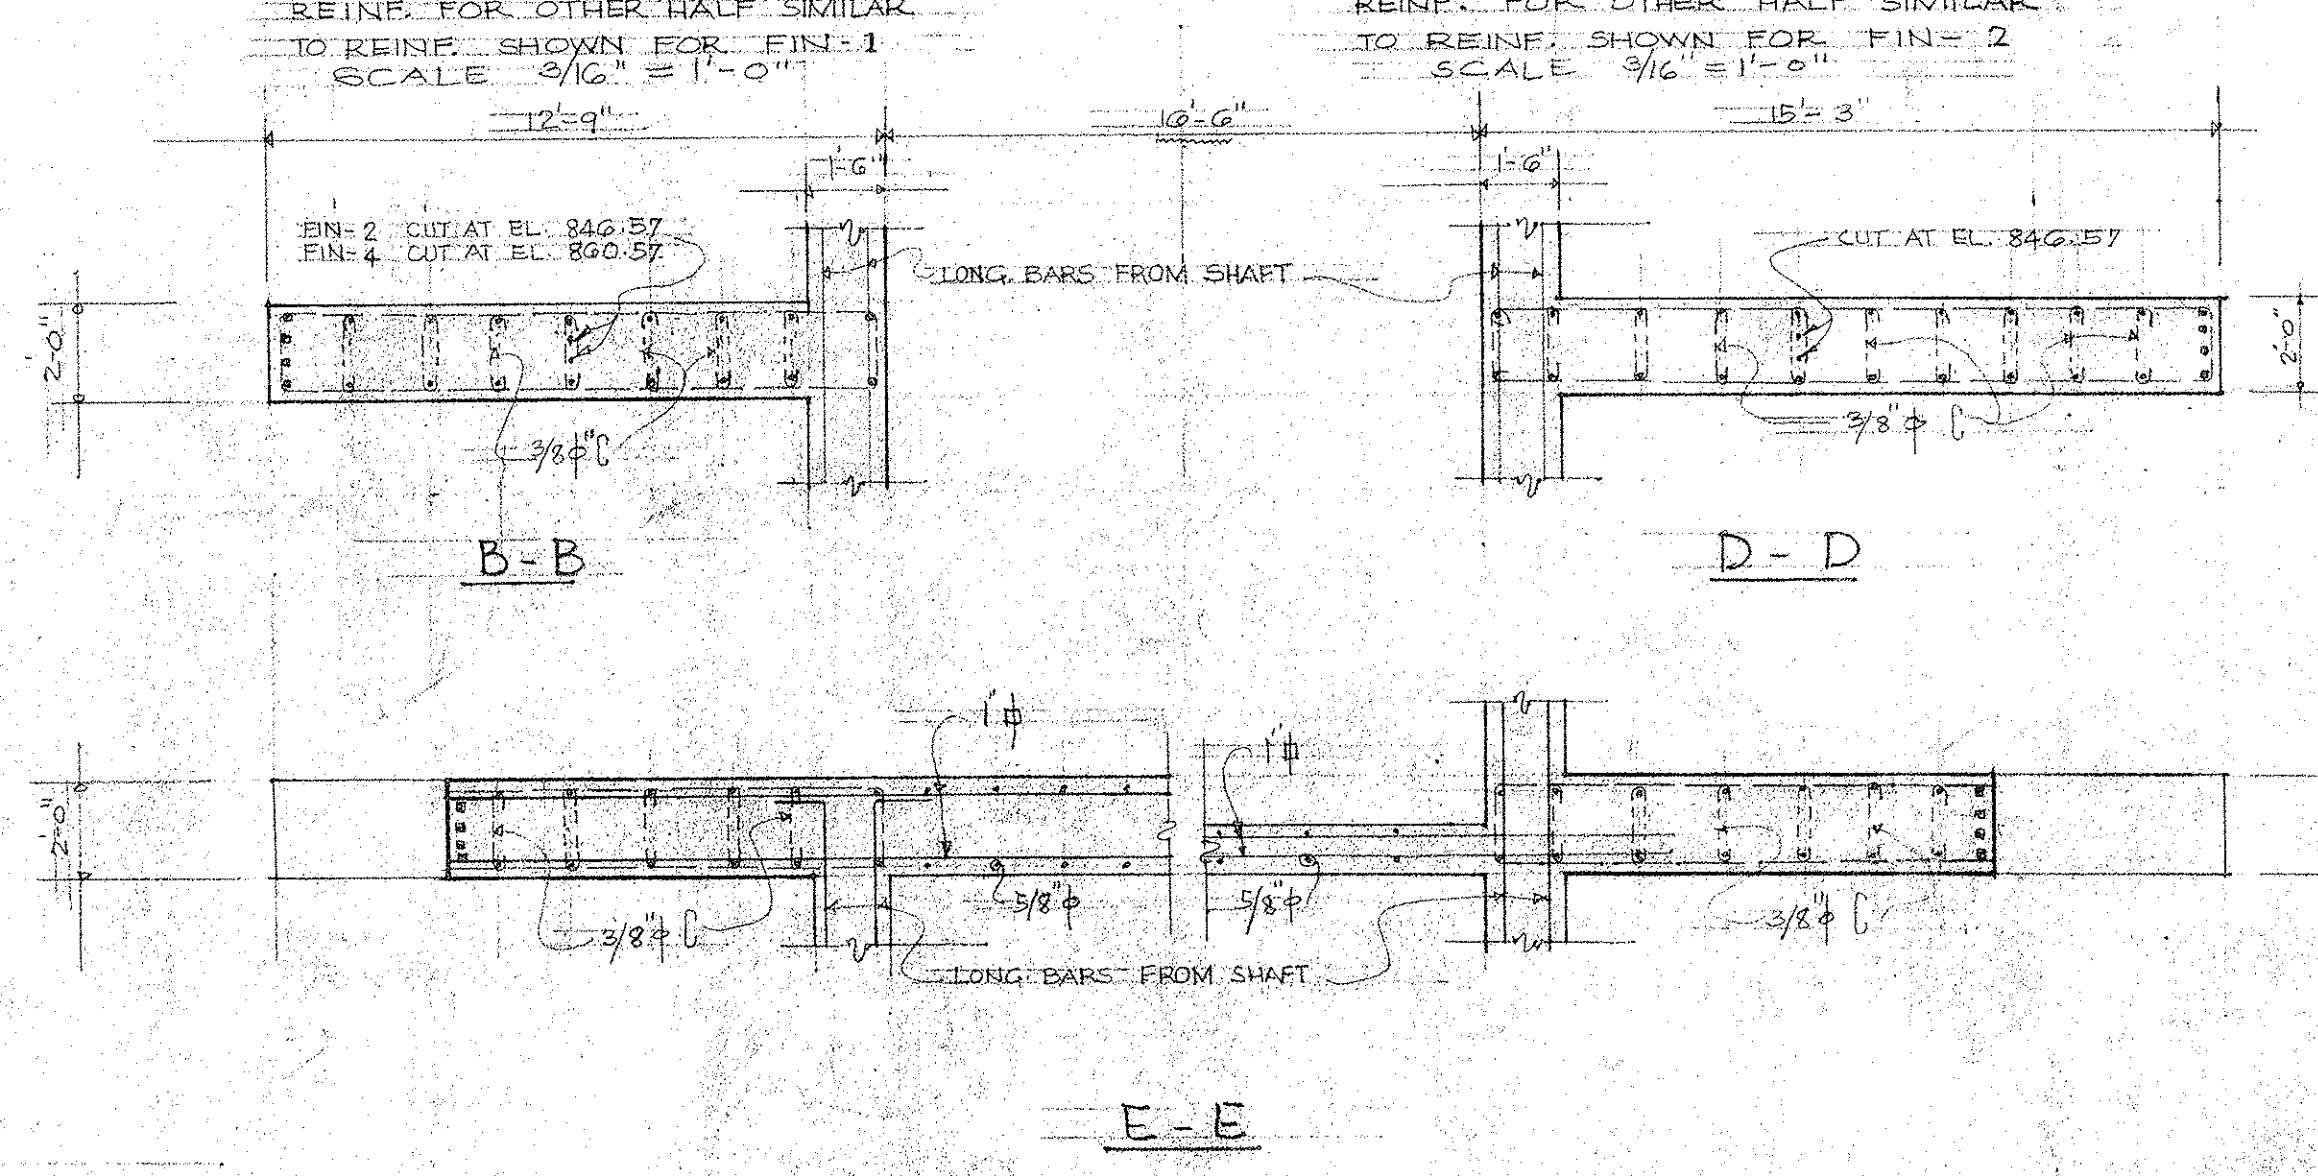 REINF. FOR OTHER HALF SIMILAR
TO REINF. SHOWN FOR FIN-1
SCALE 3/16" = 1'-0"
REINF. FOR OTHER HALF SIMILAR
TO REINF. SHOWN FOR FIN-2
SCALE 3/16" = 1'-0"
12'-9"
16'-6"
15'-3"
1'-6"
1'-6"
FIN-2 CUT AT EL. 846.57
FIN-4 CUT AT EL. 860.57
CUT AT EL. 846.57
LONG. BARS FROM SHAFT
2'-0"
2'-0"
3/8"ϕ C
3/8"ϕ C
B-B
D-D
1"ϕ
1"ϕ
2'-0"
5/8"ϕ
5/8"ϕ
3/8"ϕ C
3/8"ϕ C
LONG. BARS FROM SHAFT
E-E